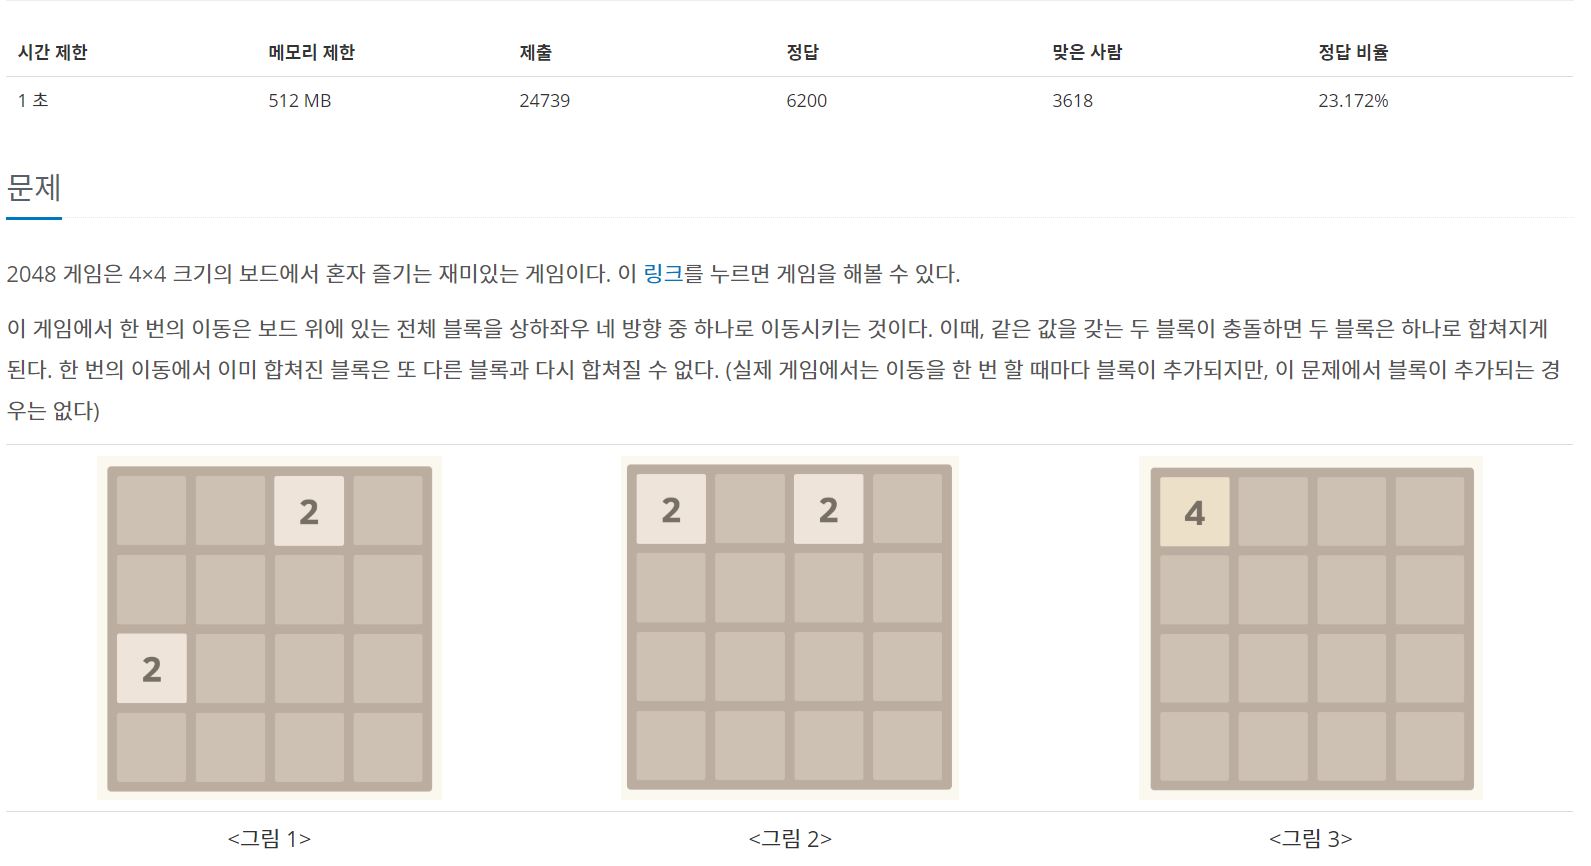 시간 제한 메모리 제한 제출 정답 맞은 사람 정답 비율
1 초 512 MB 24739 6200 3618 23.172%
문제
2048 게임은 4×4 크기의 보드에서 혼자 즐기는 재미있는 게임이다. 이 링크를 누르면 게임을 해볼 수 있다.
이 게임에서 한 번의 이동은 보드 위에 있는 전체 블록을 상하좌우 네 방향 중 하나로 이동시키는 것이다. 이때, 같은 값을 갖는 두 블록이 충돌하면 두 블록은 하나로 합쳐지게
된다. 한 번의 이동에서 이미 합쳐진 블록은 또 다른 블록과 다시 합쳐질 수 없다. (실제 게임에서는 이동을 한 번 할 때마다 블록이 추가되지만, 이 문제에서 블록이 추가되는 경
우는 없다)
2
2
2 2
4
<그림 1> <그림 2> <그림 3>